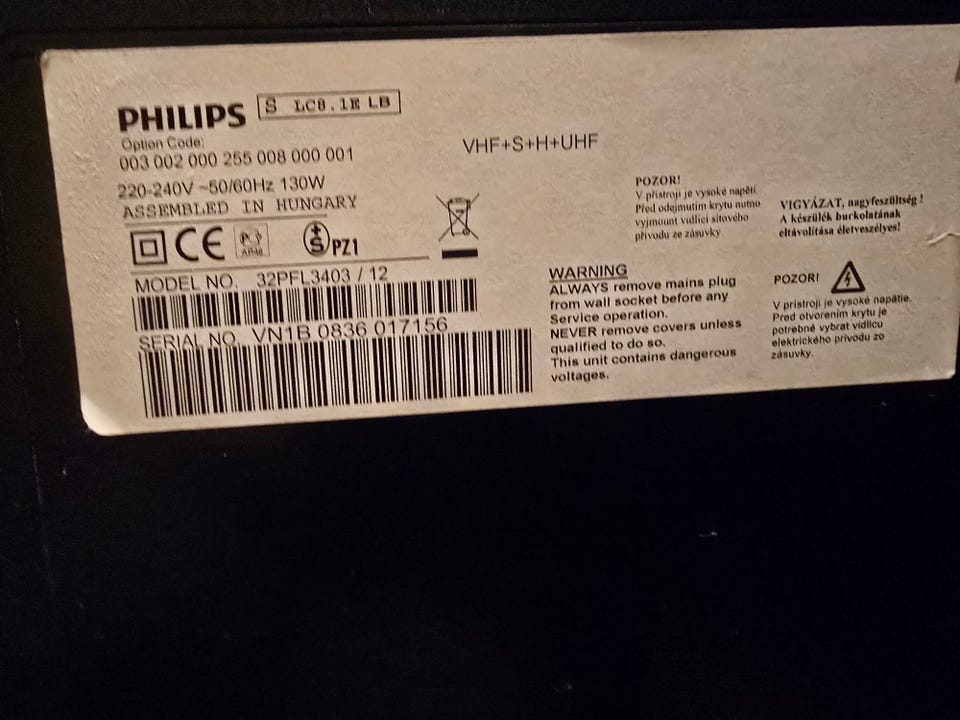 PHILIPS S LC8.1E LB
Option Code:
003 002 000 255 008 000 001
220-240V ~50/60Hz 130W
ASSEMBLED IN HUNGARY
CE PZ1
MODEL NO. 32PFL3403 / 12
SERIAL NO. VN1B 0836 017156
VHF+S+H+UHF
WARNING
ALWAYS remove mains plug
from wall socket before any
Service operation.
NEVER remove covers unless
qualified to do so.
This unit contains dangerous
voltages.
POZOR!
V přístroji je vysoké napětí.
Před odejmutím krytu nutno
vyjmout vidlici síťového
přívodu ze zásuvky
VIGYÁZAT, nagyfeszültség !
A készülék burkolatának
eltávolítása életveszélyes!
POZOR!
V prístroji je vysoké napätie.
Pred otvorením krytu je
potrebné vybrat vidlicu
elektrického prívodu zo
zásuvky.